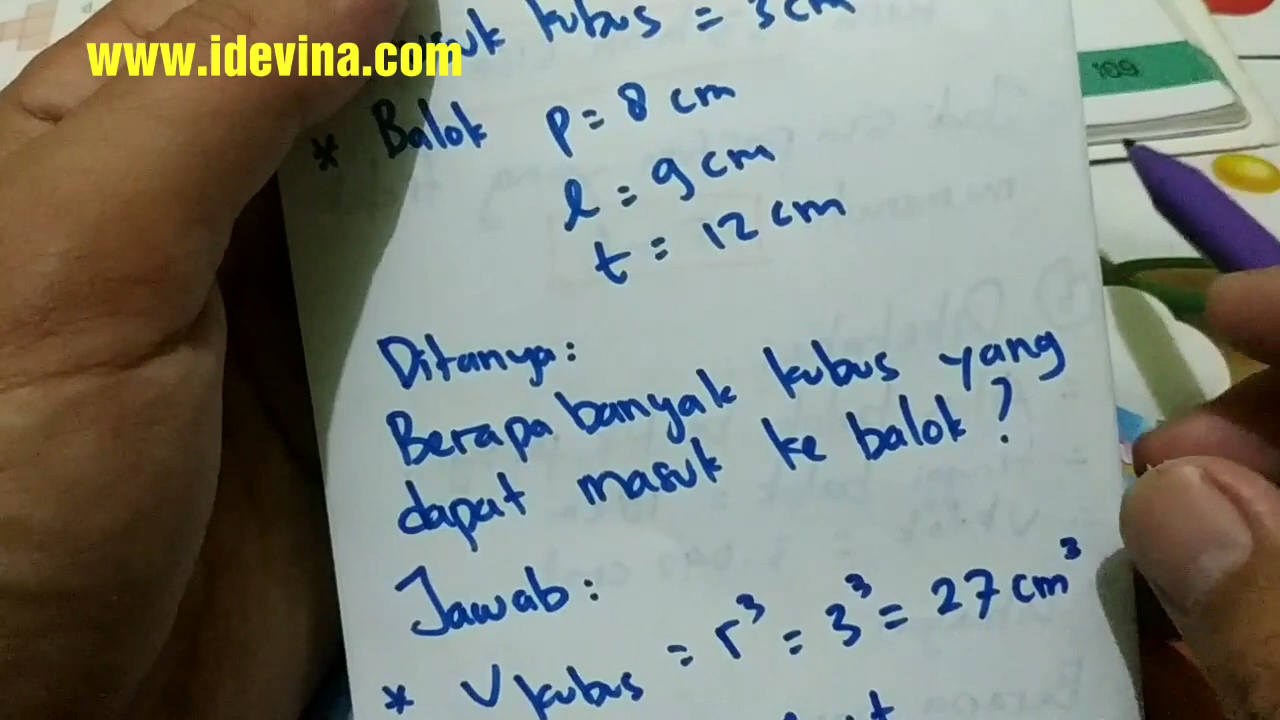 www.idevina.com
kubus = 3 cm
* Balok p = 8 cm
l = 9 cm
t = 12 cm
109
Ditanya:
Berapa banyak kubus yang
dapat masuk ke balok?
Jawab:
* V kubus = r³ = 3³ = 27 cm³